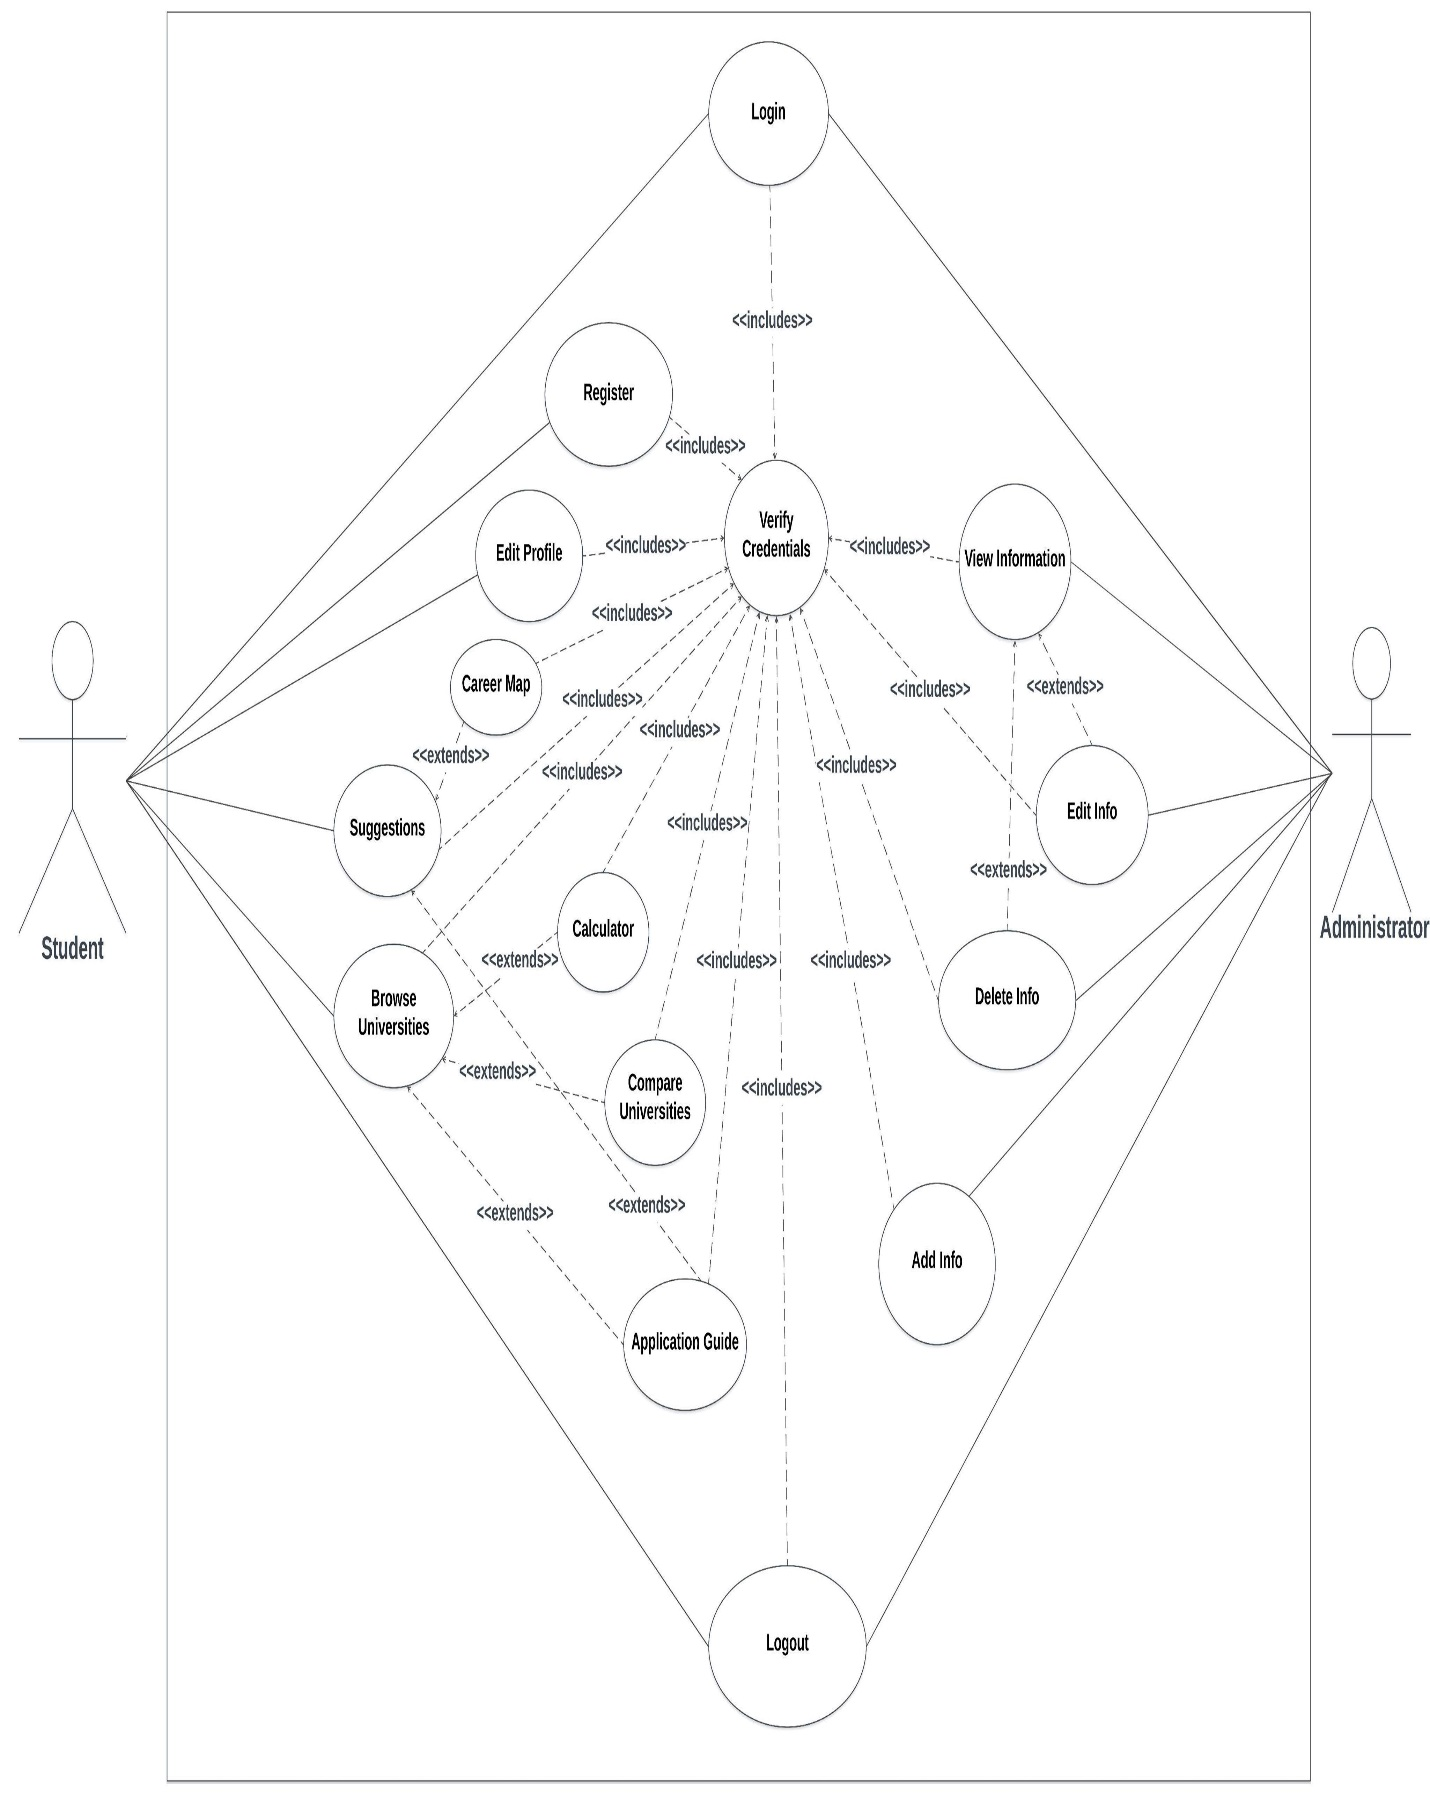 Login
<<includes>>
Register
<<includes>>
Verify
Credentials
Edit Profile
<<includes>>
<<includes>>
View Information
<<includes>>
Career Map
<<includes>>
<<includes>>
<<extends>>
<<includes>>
<<extends>>
<<includes>>
<<includes>>
Suggestions
<<includes>>
Edit Info
<<extends>>
Calculator
Student
Administrator
<<extends>>
<<includes>>
<<includes>>
Browse
Universities
Delete Info
<<extends>>
Compare
Universities
<<includes>>
<<extends>>
<<extends>>
Add Info
Application Guide
Logout